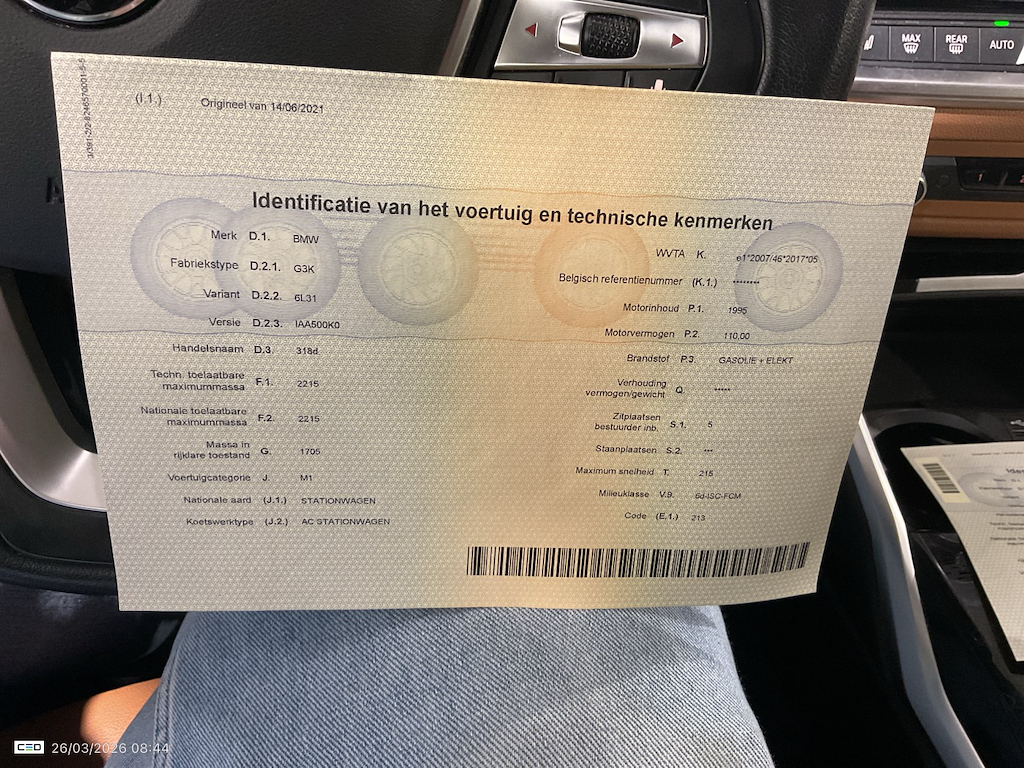 MAX
REAR
AUTO
(I.1.) Origineel van 14/06/2021
Identificatie van het voertuig en technische kenmerken
Merk D.1. BMW
Fabriekstype D.2.1. G3K
Variant D.2.2. 6L31
Versie D.2.3. IAA500K0
Handelsnaam D.3. 318d
Techn. toelaatbare
maximummassa F.1. 2215
Nationale toelaatbare
maximummassa F.2. 2215
Massa in
rijklare toestand G. 1705
Voertuigcategorie J. M1
Nationale aard (J.1.) STATIONWAGEN
Koetswerktype (J.2.) AC STATIONWAGEN
WVTA K. e1*2007/46*2017*05
Belgisch referentienummer (K.1.) ********
Motorinhoud P.1. 1995
Motorvermogen P.2. 110,00
Brandstof P.3. GASOLIE + ELEKT
Verhouding
vermogen/gewicht Q. *****
Zitplaatsen
bestuurder inb. S.1. 5
Staanplaatsen S.2. ***
Maximum snelheid T. 215
Milieuklasse V.9. 6d-ISC-FCM
Code (E.1.) 213
1
CEO 26/03/2026 08:44